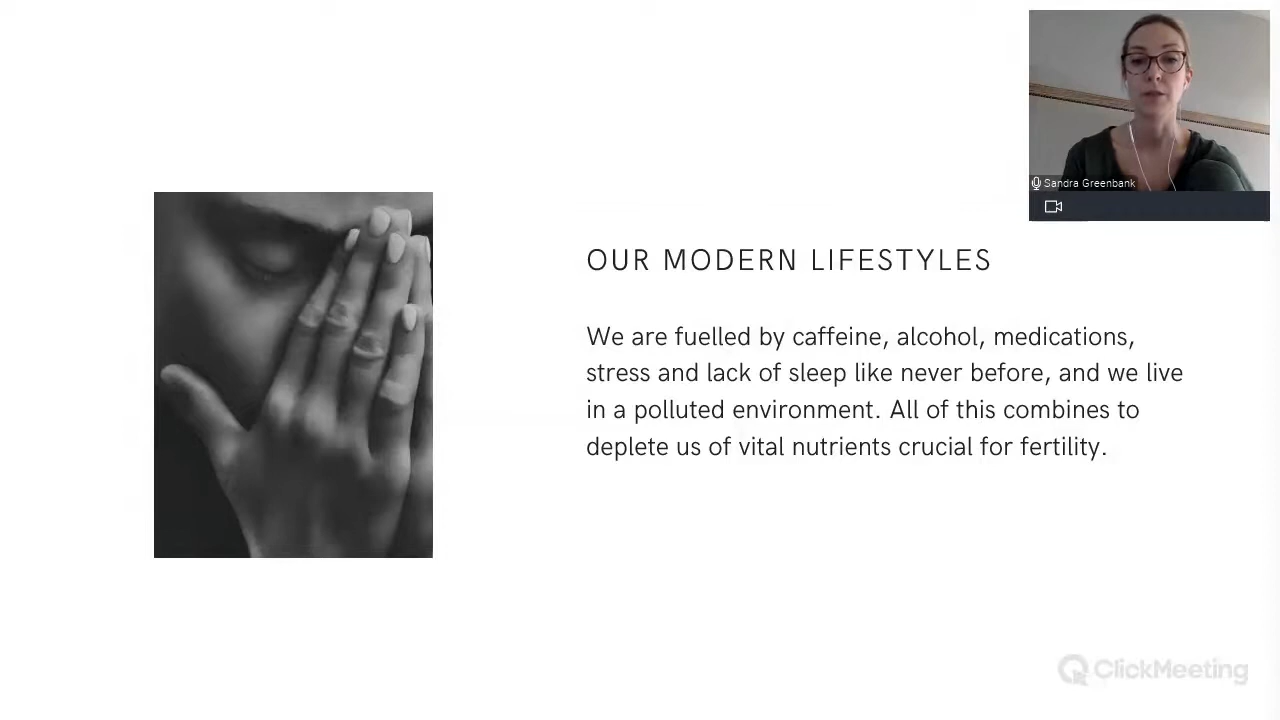 Sandra Greenbank
OUR MODERN LIFESTYLES
We are fuelled by caffeine, alcohol, medications,
stress and lack of sleep like never before, and we live
in a polluted environment. All of this combines to
deplete us of vital nutrients crucial for fertility.
ClickMeeting